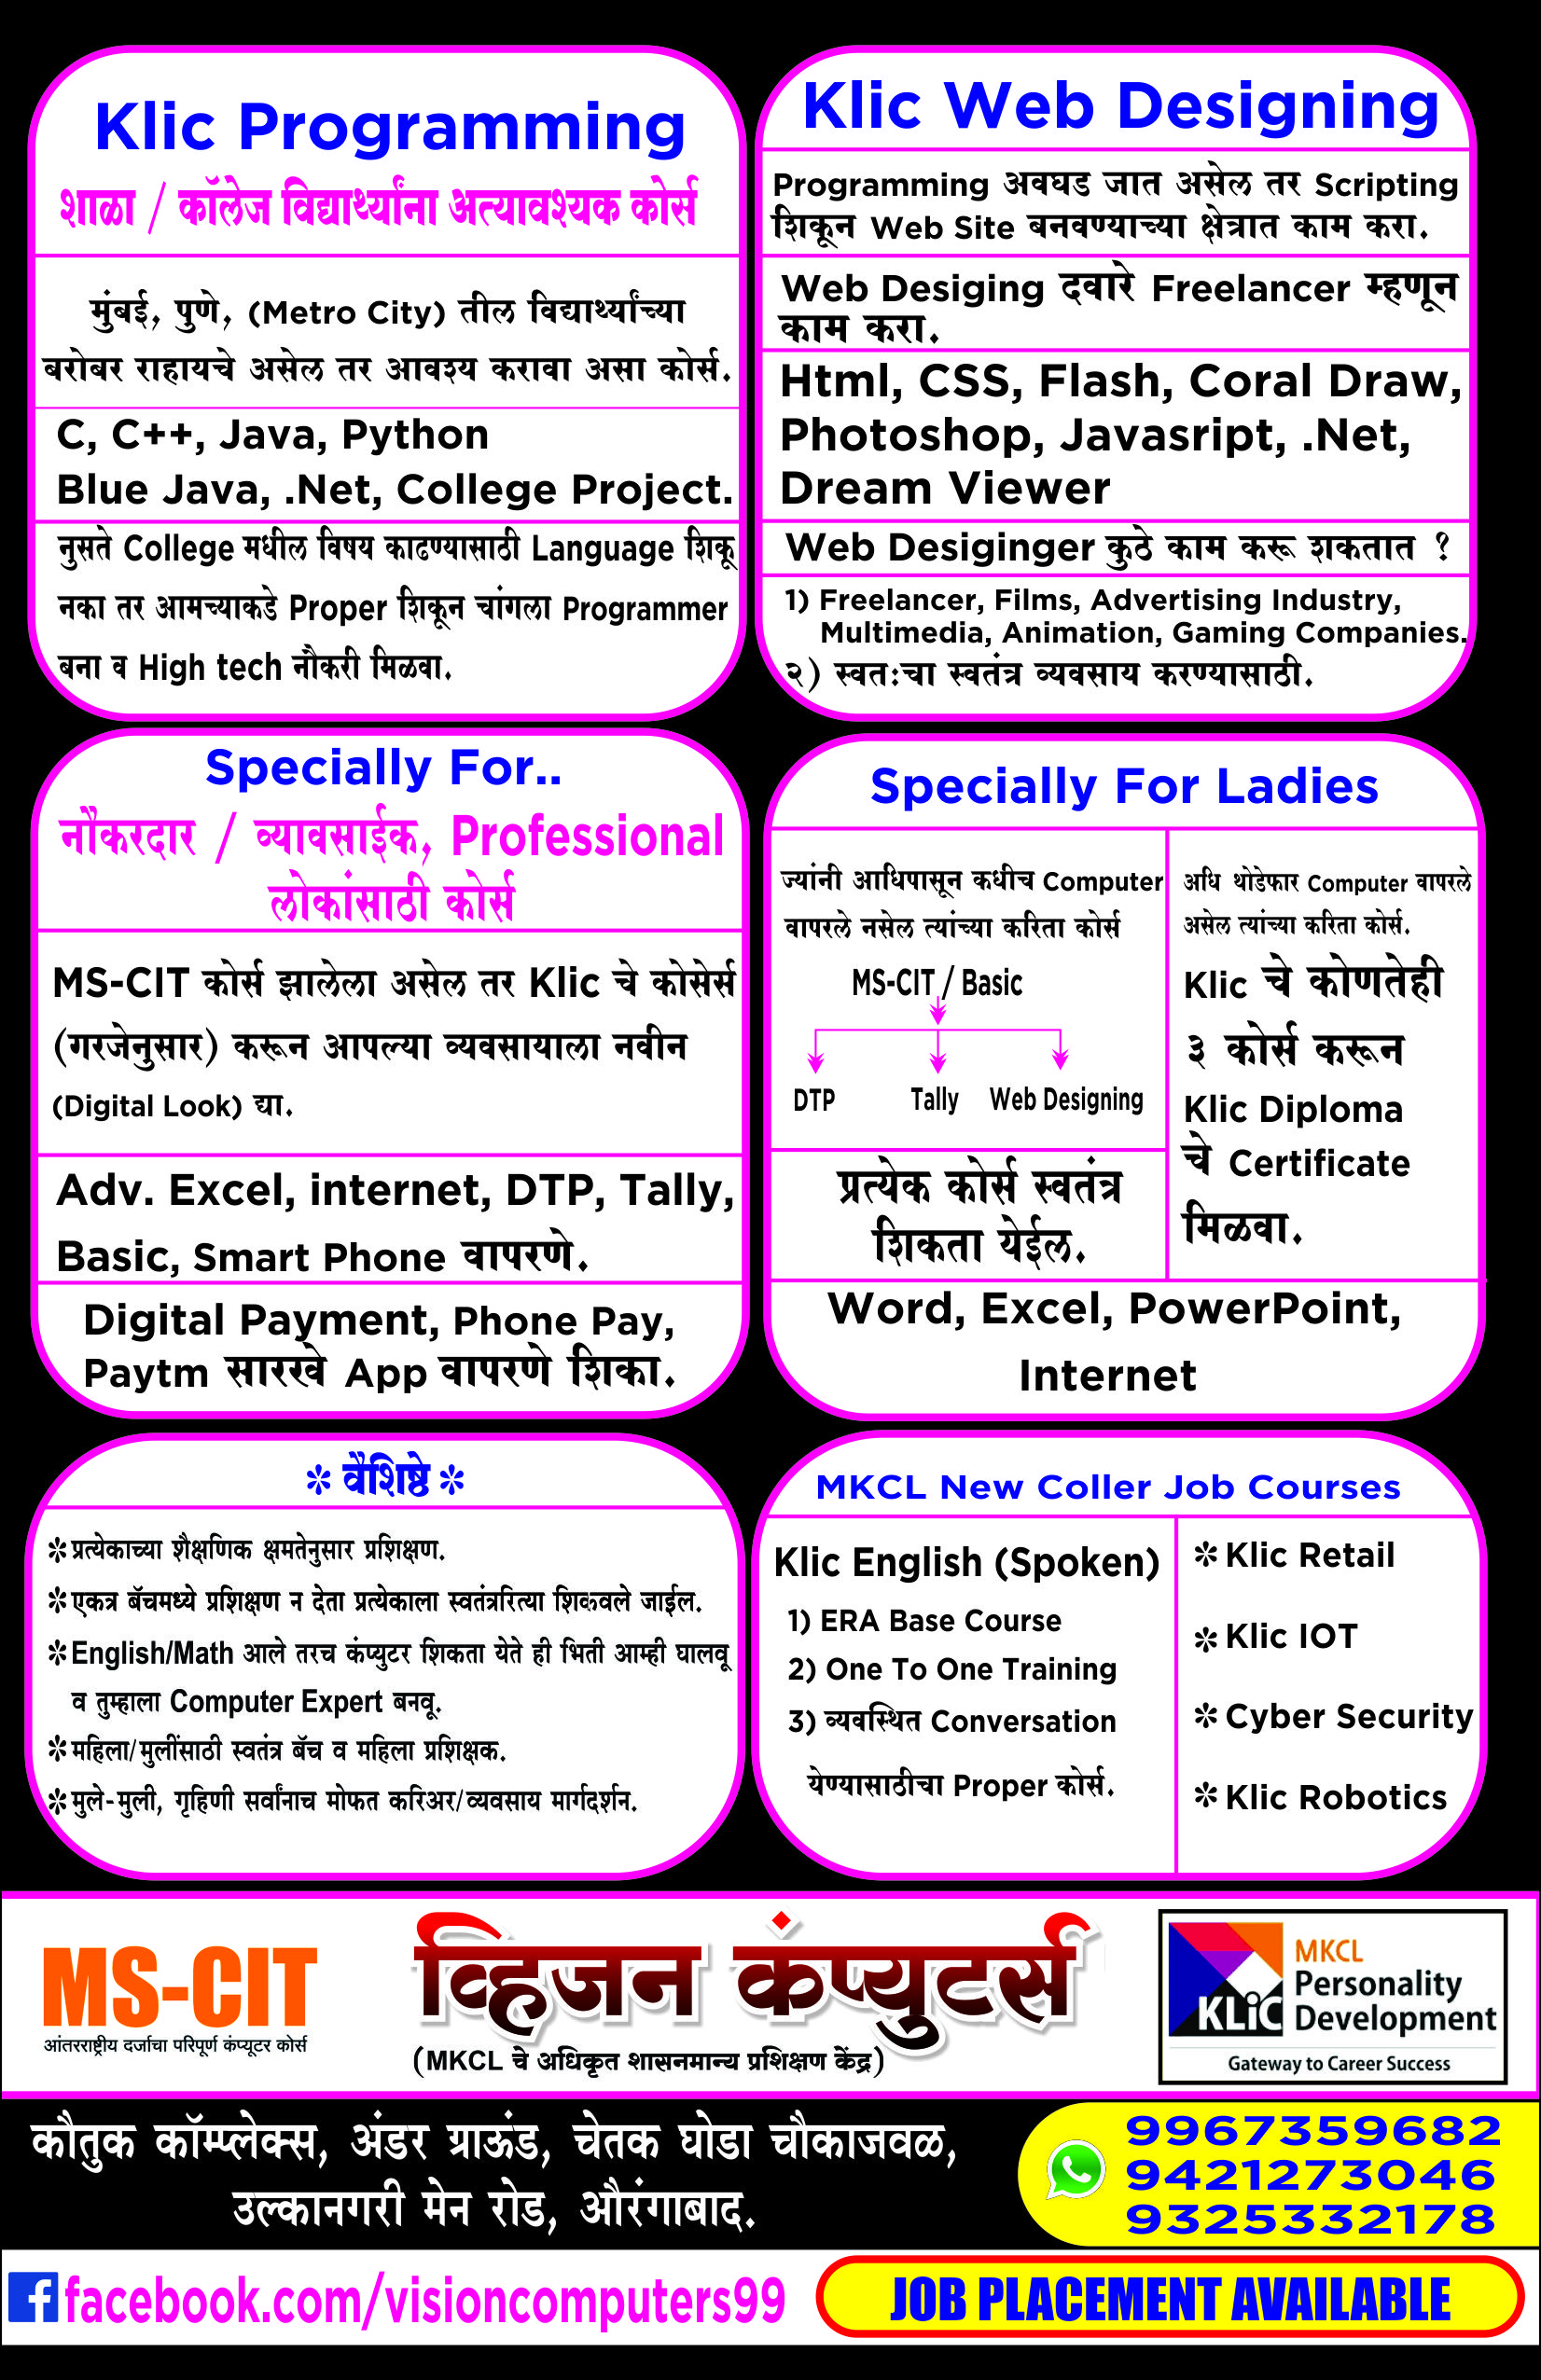 Klic Programming
शाळा / कॉलेज विद्यार्थ्यांना अत्यावश्यक कोर्स
मुंबई, पुणे, (Metro City) तील विद्यार्थ्यांच्या
बरोबर राहायचे असेल तर आवश्य करावा असा कोर्स.
C, C++, Java, Python
Blue Java, .Net, College Project.
नुसते College मधील विषय काढण्यासाठी Language शिकू
नका तर आमच्याकडे Proper शिकून चांगला Programmer
बना व High tech नौकरी मिळवा.
Klic Web Designing
Programming अवघड जात असेल तर Scripting
शिकून Web Site बनवण्याच्या क्षेत्रात काम करा.
Web Desiging दवारे Freelancer म्हणून
काम करा.
Html, CSS, Flash, Coral Draw,
Photoshop, Javasript, .Net,
Dream Viewer
Web Desiginger कुठे काम करू शकतात ?
1) Freelancer, Films, Advertising Industry,
Multimedia, Animation, Gaming Companies.
२) स्वतःचा स्वतंत्र व्यवसाय करण्यासाठी.
Specially For..
नौकरदार / व्यावसाईक, Professional
लोकांसाठी कोर्स
MS-CIT कोर्स झालेला असेल तर Klic चे कोसेर्स
(गरजेनुसार) करून आपल्या व्यवसायाला नवीन
(Digital Look) द्या.
Adv. Excel, internet, DTP, Tally,
Basic, Smart Phone वापरणे.
Digital Payment, Phone Pay,
Paytm सारखे App वापरणे शिका.
Specially For Ladies
ज्यांनी आधिपासून कधीच Computer
वापरले नसेल त्यांच्या करिता कोर्स
MS-CIT / Basic
DTP Tally Web Designing
प्रत्येक कोर्स स्वतंत्र
शिकता येईल.
अधि थोडेफार Computer वापरले
असेल त्यांच्या करिता कोर्स.
Klic चे कोणतेही
३ कोर्स करून
Klic Diploma
चे Certificate
मिळवा.
Word, Excel, PowerPoint,
Internet
* वैशिष्ठे *
* प्रत्येकाच्या शैक्षणिक क्षमतेनुसार प्रशिक्षण.
* एकत्र बॅचमध्ये प्रशिक्षण न देता प्रत्येकाला स्वतंत्ररित्या शिकवले जाईल.
* English/Math आले तरच कंप्युटर शिकता येते ही भिती आम्ही घालवू
व तुम्हाला Computer Expert बनवू.
* महिला/मुलींसाठी स्वतंत्र बॅच व महिला प्रशिक्षक.
* मुले-मुली, गृहिणी सर्वांनाच मोफत करिअर/व्यवसाय मार्गदर्शन.
MKCL New Coller Job Courses
Klic English (Spoken)
1) ERA Base Course
2) One To One Training
3) व्यवस्थित Conversation
येण्यासाठीचा Proper कोर्स.
* Klic Retail
* Klic IOT
* Cyber Security
* Klic Robotics
MS-CIT
आंतरराष्ट्रीय दर्जाचा परिपूर्ण कंप्यूटर कोर्स
व्हिजन कंप्युटर्स
(MKCL चे अधिकृत शासनमान्य प्रशिक्षण केंद्र)
KLiC
MKCL
Personality
Development
Gateway to Career Success
कौतुक कॉम्प्लेक्स, अंडर ग्राऊंड, चेतक घोडा चौकाजवळ,
उल्कानगरी मेन रोड, औरंगाबाद.
9967359682
9421273046
9325332178
facebook.com/visioncomputers99
JOB PLACEMENT AVAILABLE